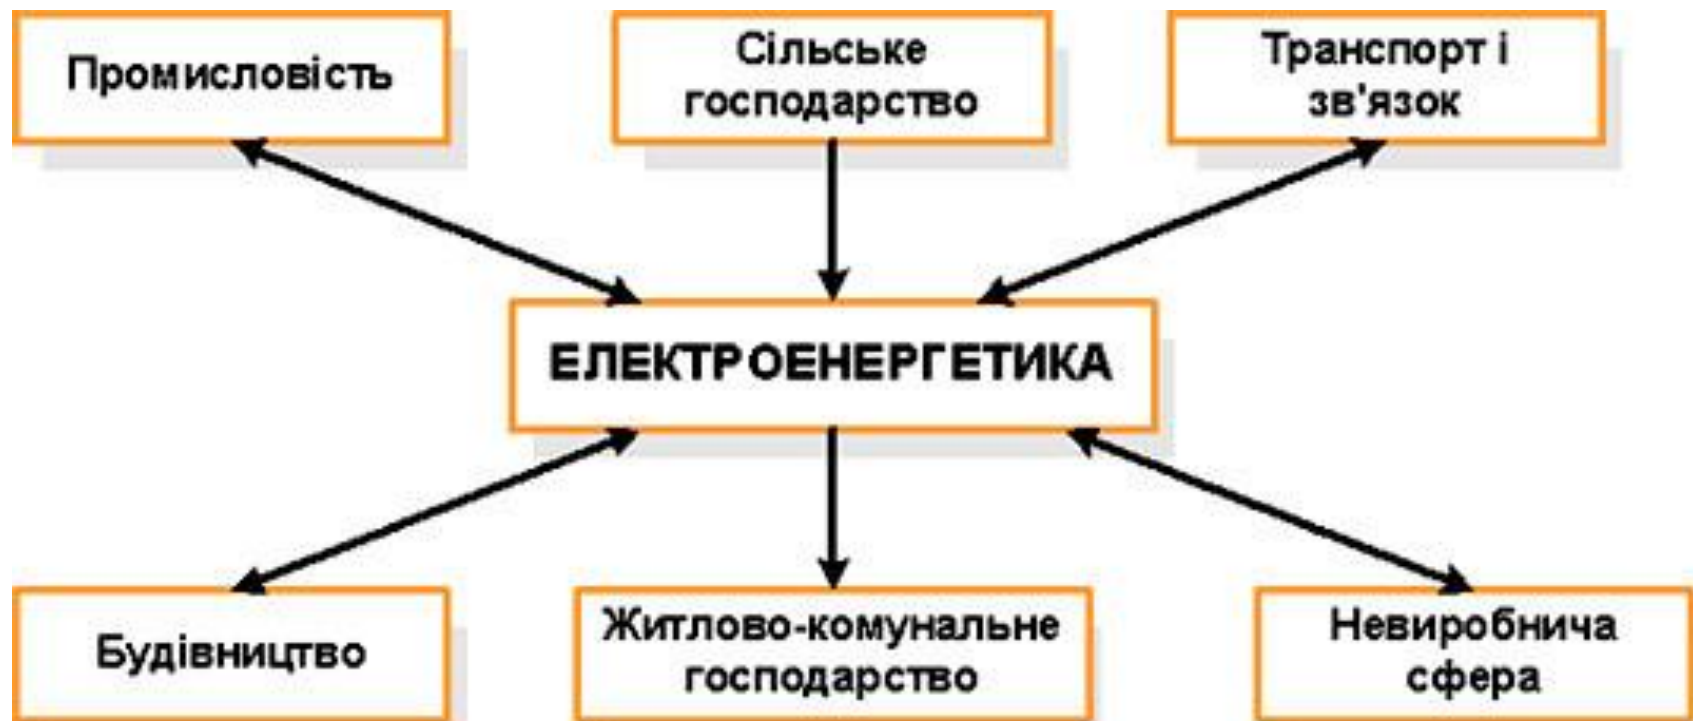 Промисловість
Сільське
господарство
Транспорт і
зв'язок
ЕЛЕКТРОЕНЕРГЕТИКА
Будівництво
Житлово-комунальне
господарство
Невиробнича
сфера